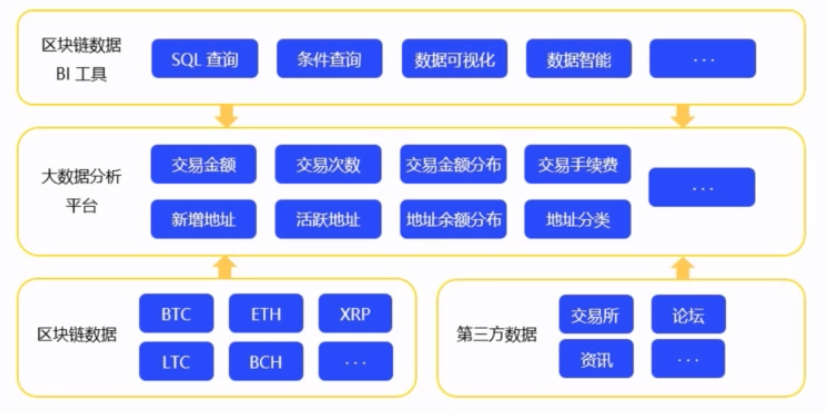 区块链数据
BI 工具
SQL 查询
条件查询
数据可视化
数据智能
···
大数据分析
平台
交易金额
交易次数
交易金额分布
交易手续费
···
新增地址
活跃地址
地址余额分布
地址分类
区块链数据
BTC
ETH
XRP
LTC
BCH
···
第三方数据
交易所
论坛
资讯
···